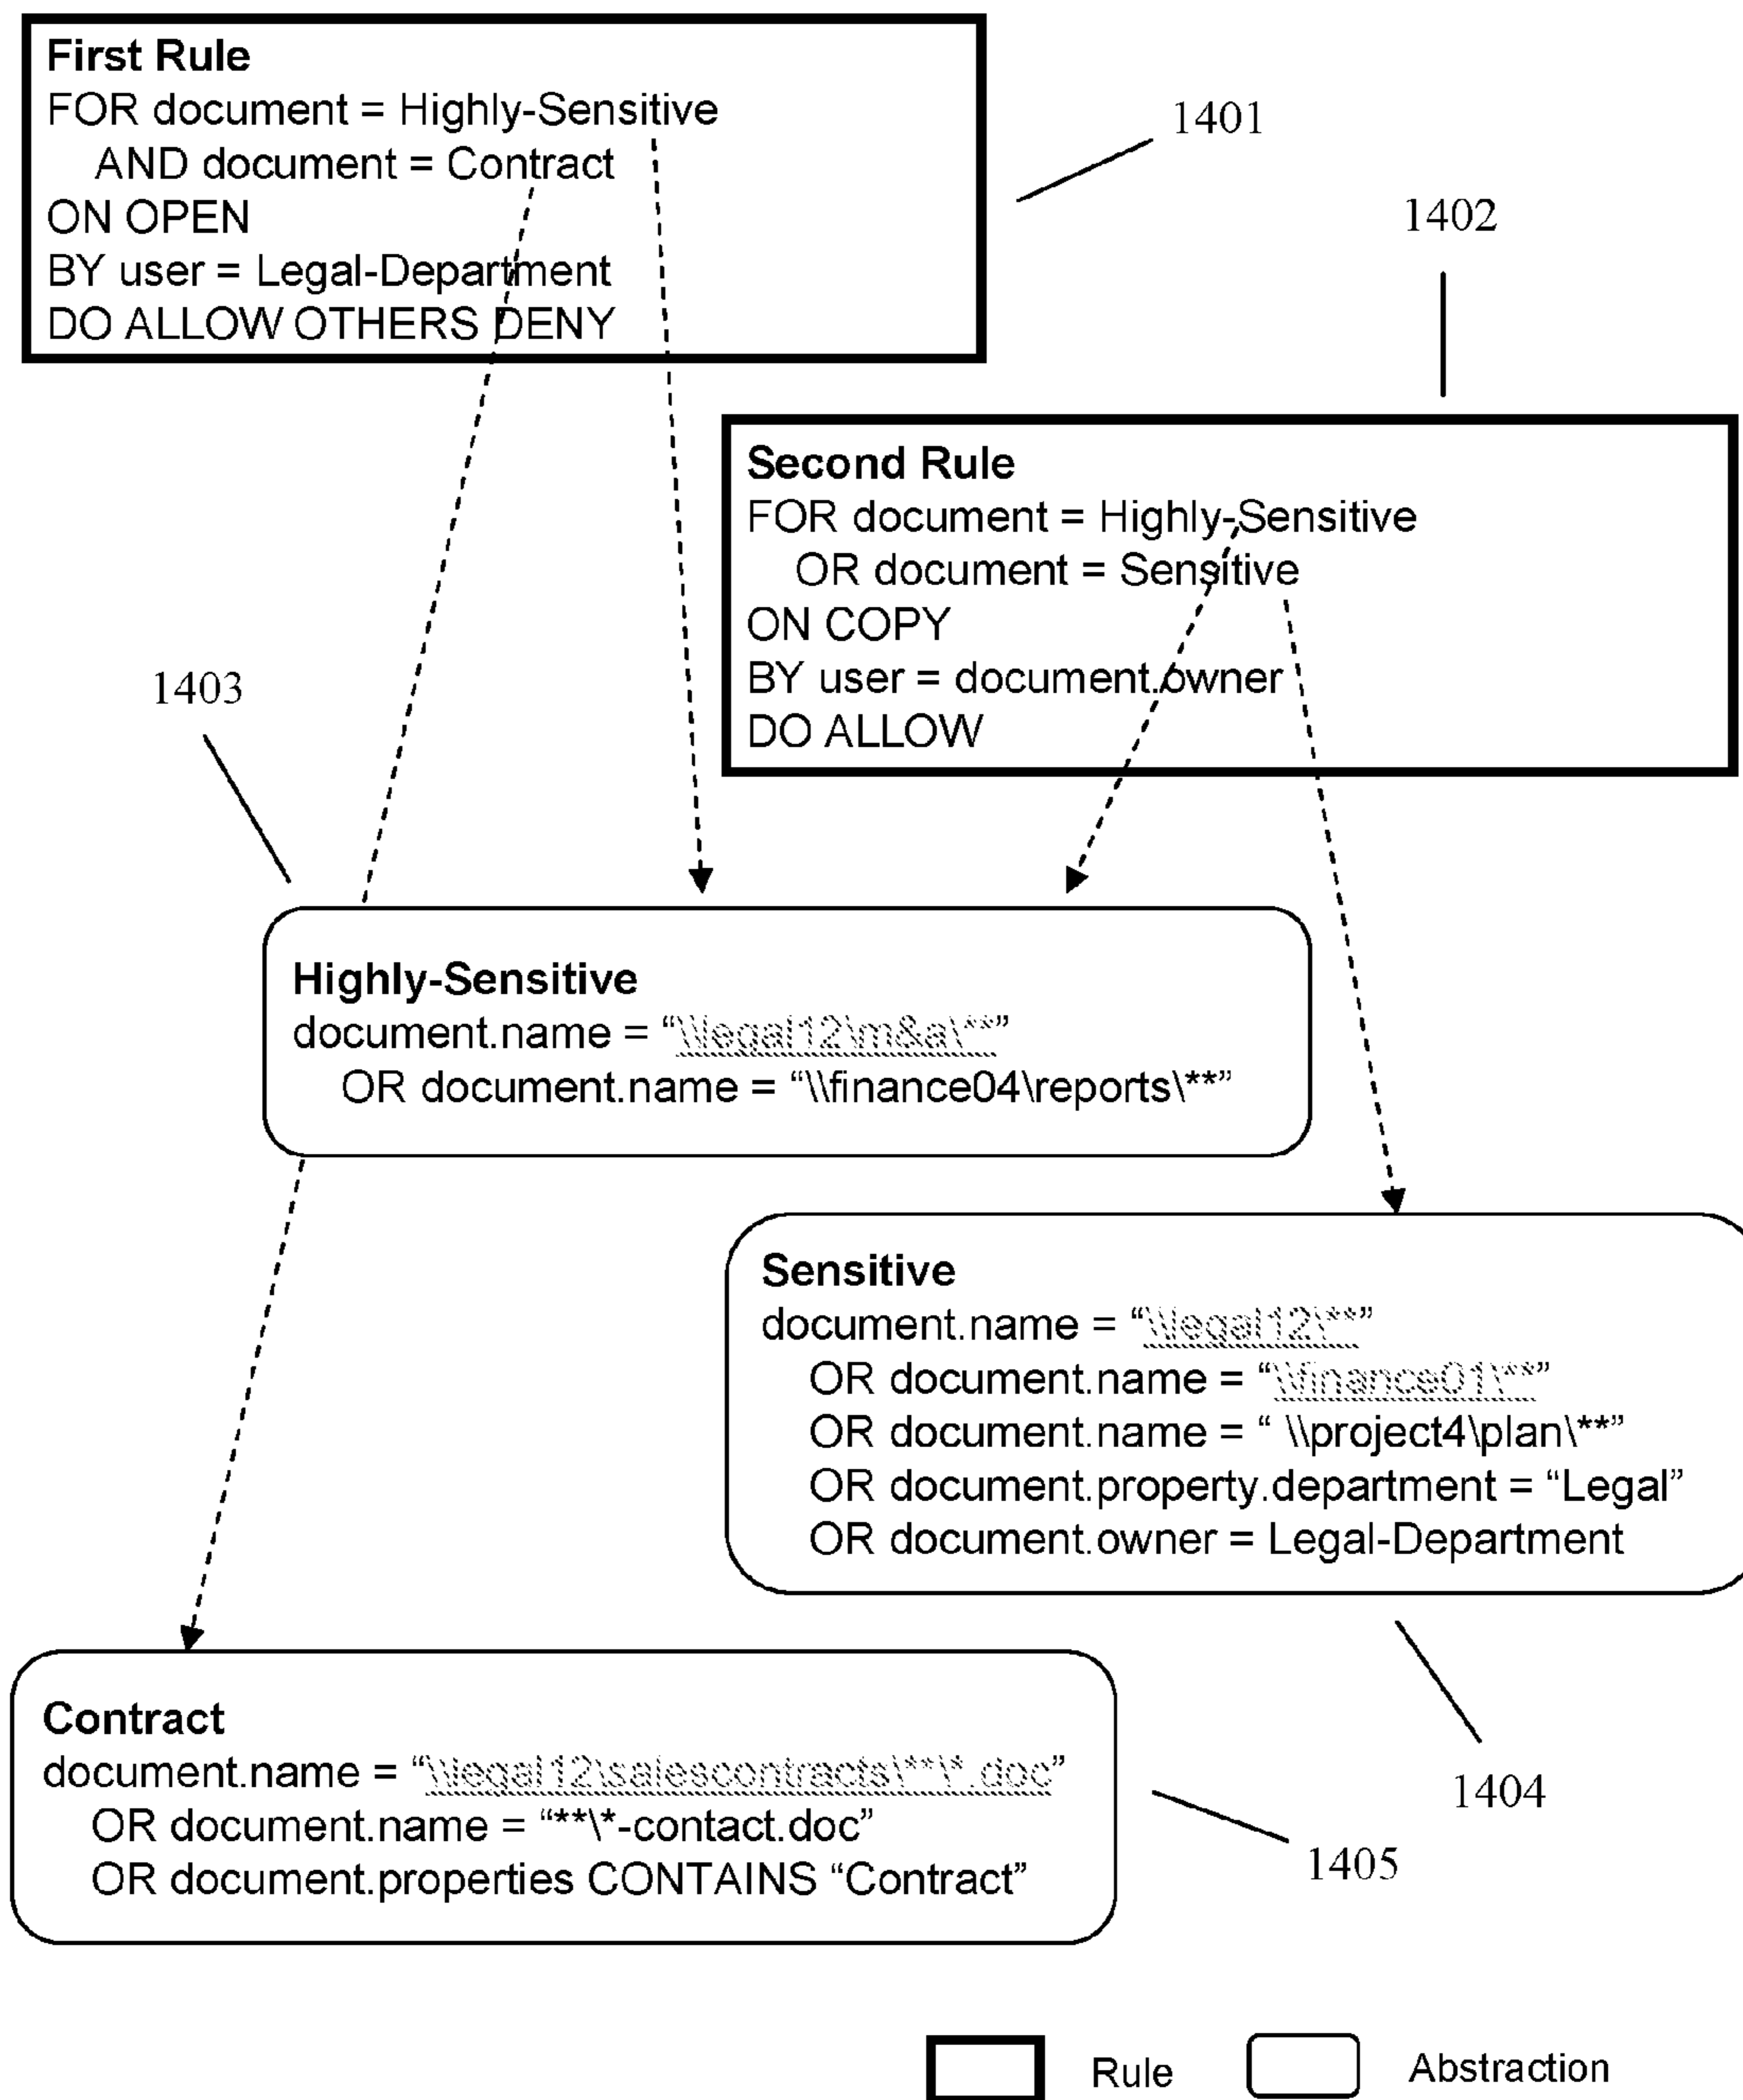 First Rule
FOR document = Highly-Sensitive
AND document = Contract
ON OPEN
BY user = Legal-Department
DO ALLOW OTHERS DENY
1401
1402
Second Rule
FOR document = Highly-Sensitive
OR document = Sensitive
ON COPY
BY user = document.owner
DO ALLOW
1403
Highly-Sensitive
document.name = “\\legal12\m&a\**”
OR document.name = “\\finance04\reports\**”
Sensitive
document.name = “\\legal12\**”
OR document.name = “\\finance01\**”
OR document.name = “ \\project4\plan\**”
OR document.property.department = “Legal”
OR document.owner = Legal-Department
1404
Contract
document.name = “\\legal12\salescontracts\**\*.doc”
OR document.name = “**\*-contact.doc”
OR document.properties CONTAINS “Contract”
1405
Rule
Abstraction